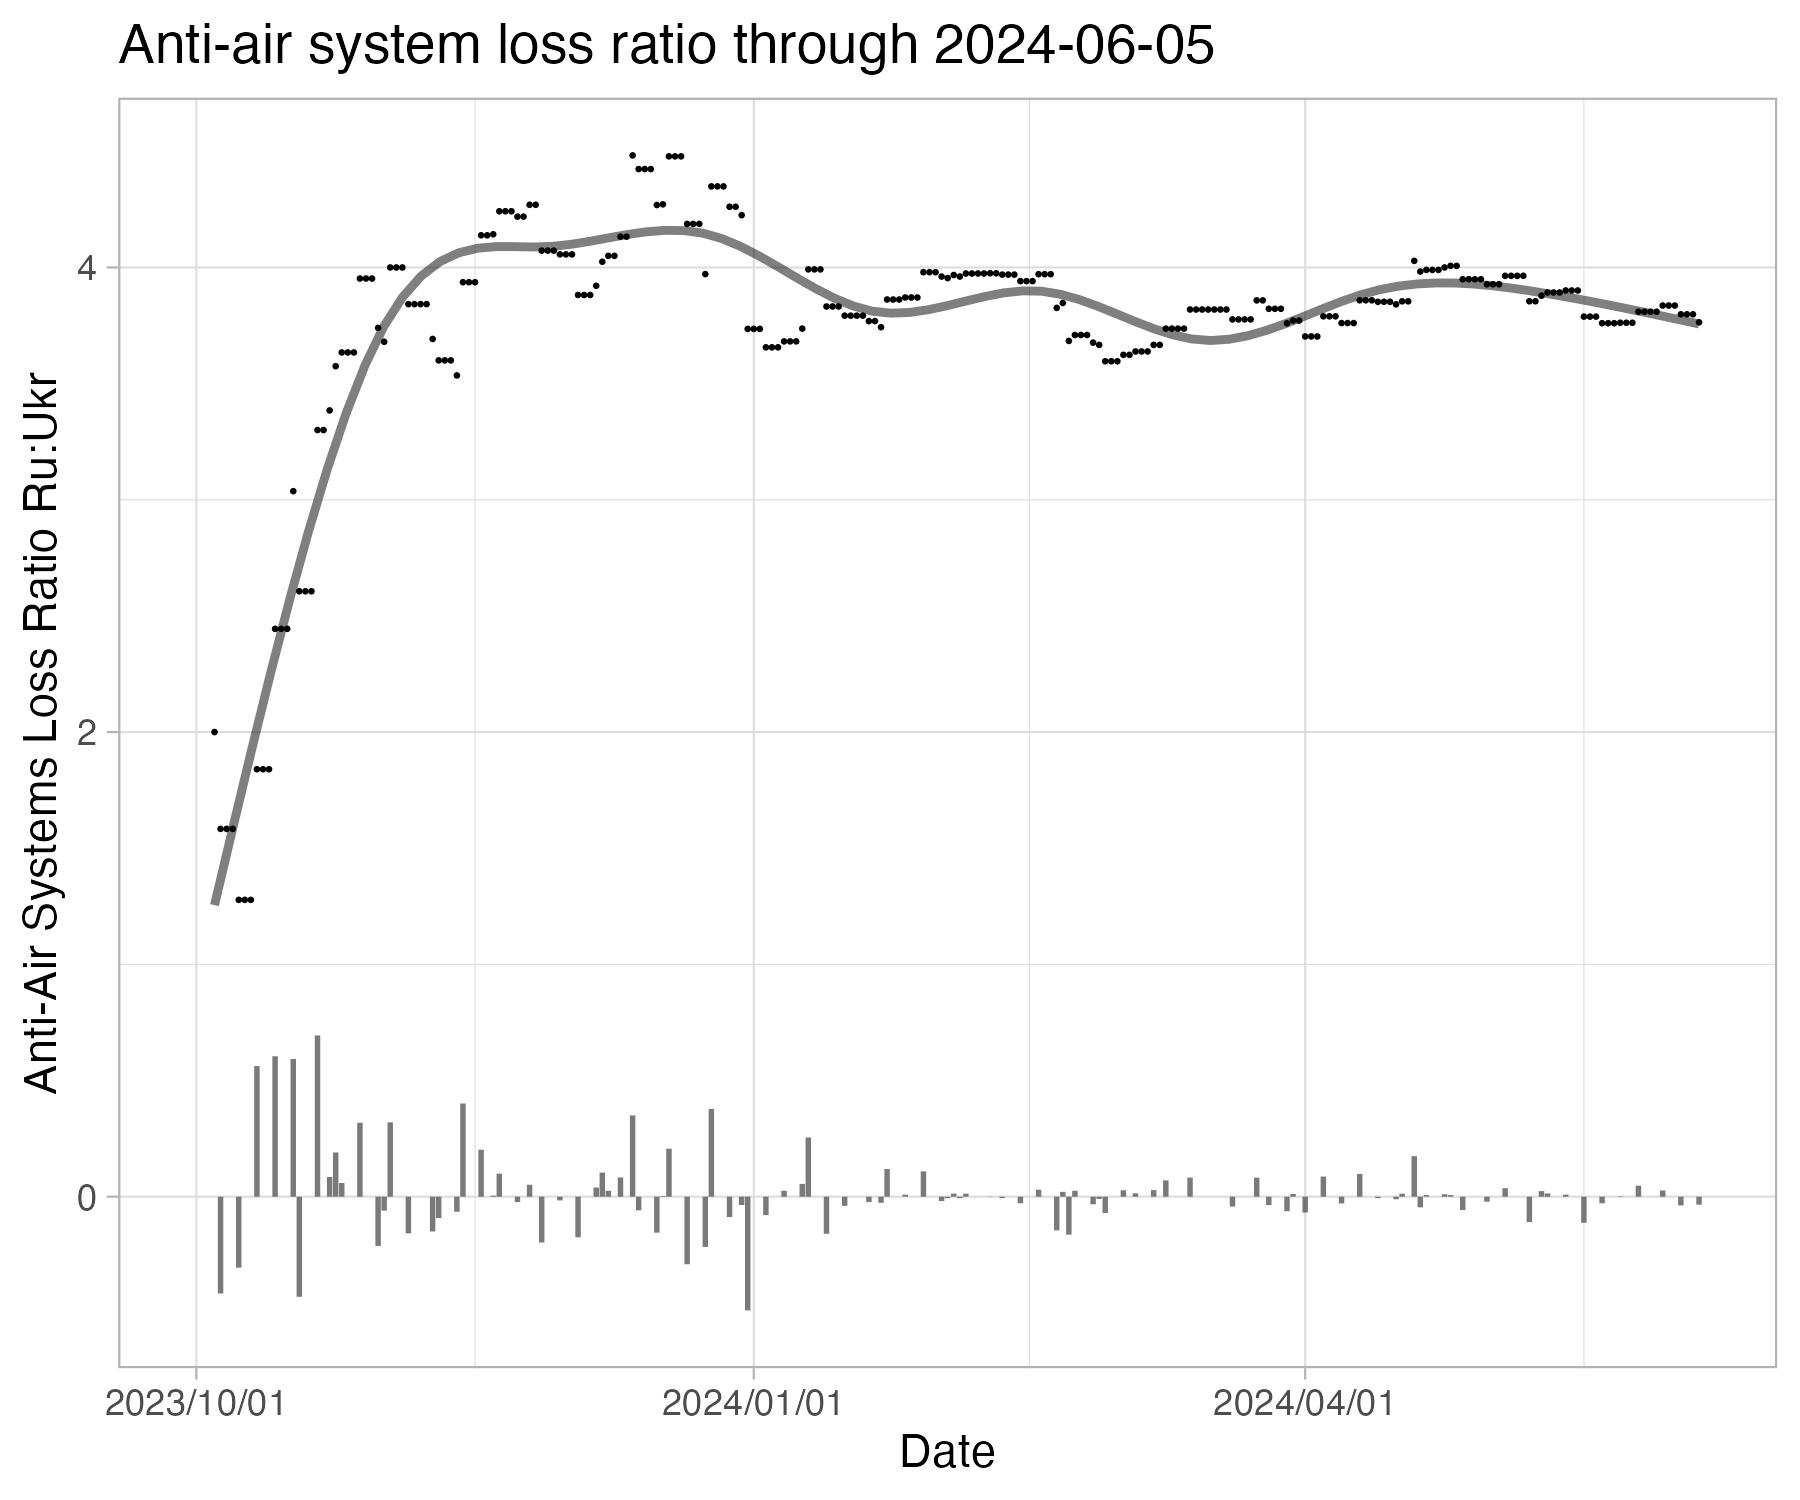 Anti-air system loss ratio through 2024-06-05
Anti-Air Systems Loss Ratio Ru:Ukr
4
2
0
2023/10/01
2024/01/01
2024/04/01
Date